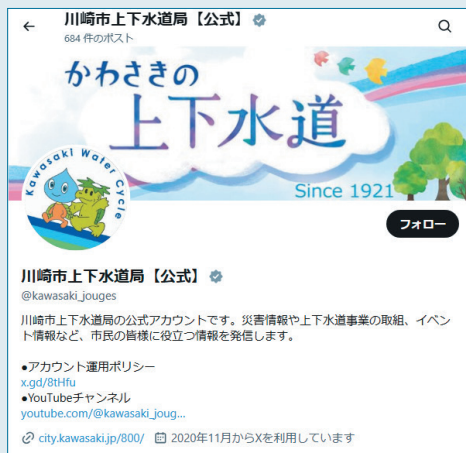 川崎市上下水道局【公式】
684 件のポスト
かわさきの
上下水道
Since 1921
Kawasaki Water Cycle
フォロー
川崎市上下水道局【公式】
@kawasaki_jouges
川崎市上下水道局の公式アカウントです。災害情報や上下水道事業の取組、イベン
ト情報など、市民の皆様に役立つ情報を発信します。
●アカウント運用ポリシー
x.gd/8tHfu
●YouTubeチャンネル
youtube.com/@kawasaki_joug...
city.kawasaki.jp/800/ 2020年11月からXを利用しています